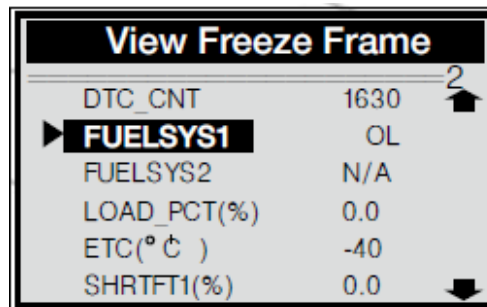 View Freeze Frame
2
DTC_CNT 1630
FUELSYS1 OL
FUELSYS2 N/A
LOAD_PCT(%) 0.0
ETC(°C) -40
SHRTFT1(%) 0.0